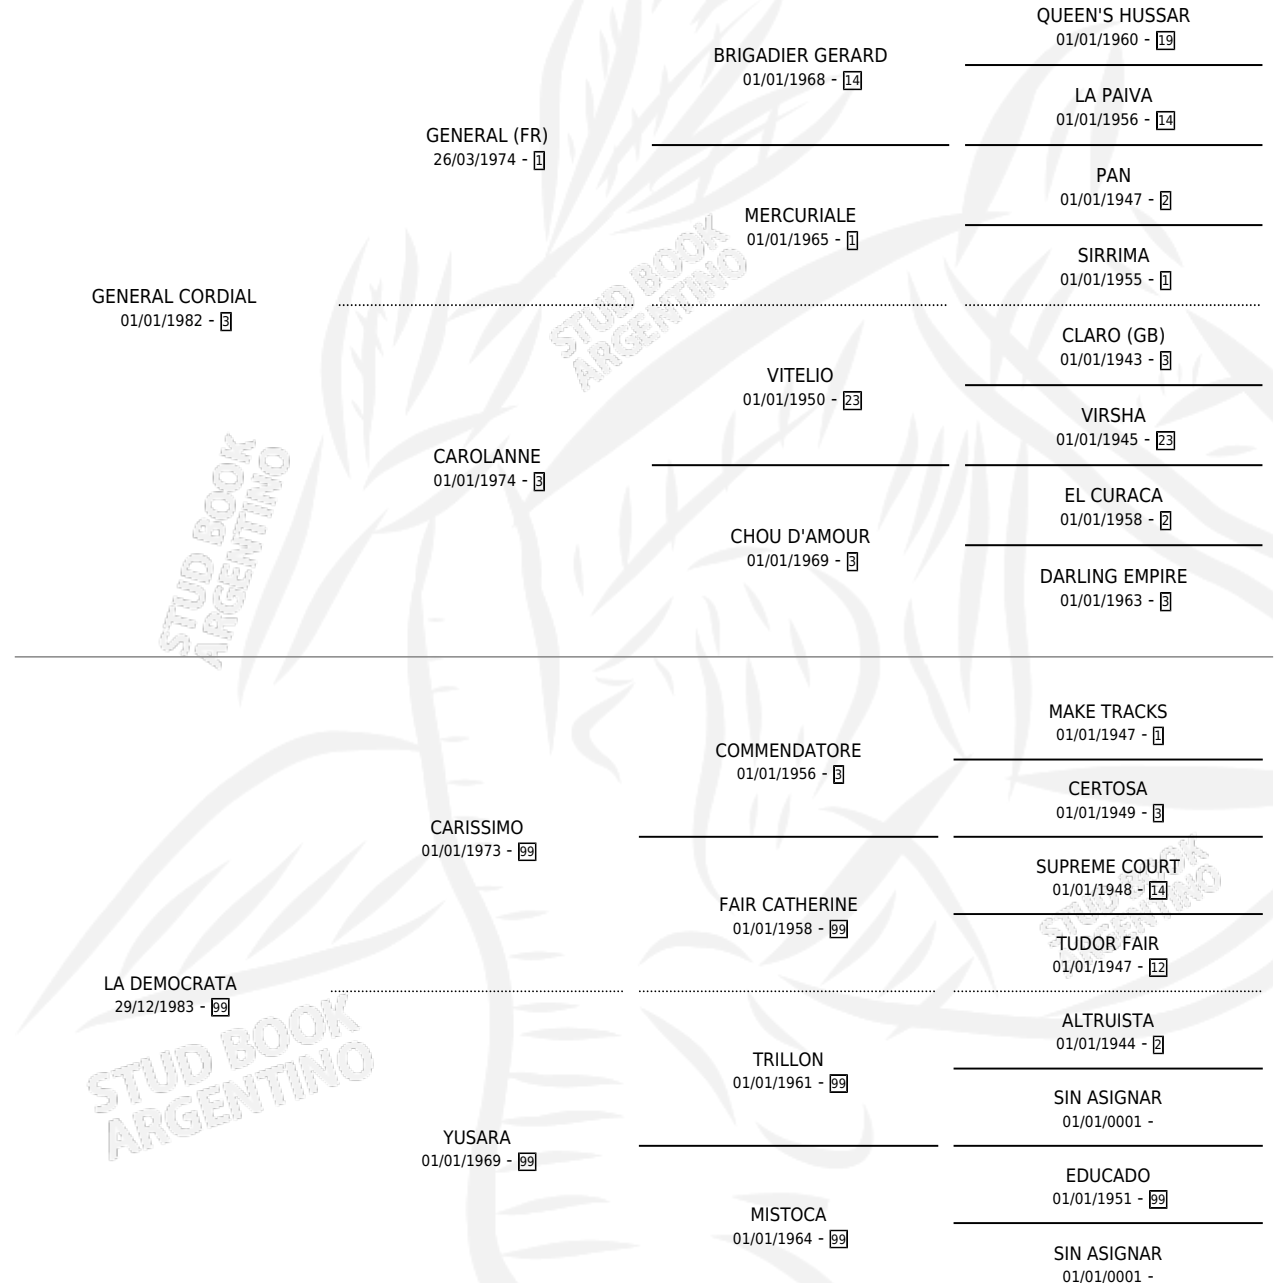 QUEEN'S HUSSAR
01/01/1960 - 19
BRIGADIER GERARD
01/01/1968 - 14
LA PAIVA
01/01/1956 - 14
GENERAL (FR)
26/03/1974 - 1
PAN
01/01/1947 - 2
MERCURIALE
01/01/1965 - 1
SIRRIMA
01/01/1955 - 1
GENERAL CORDIAL
01/01/1982 - 3
CLARO (GB)
01/01/1943 - 3
VITELIO
01/01/1950 - 23
VIRSHA
01/01/1945 - 23
CAROLANNE
01/01/1974 - 3
EL CURACA
01/01/1958 - 2
CHOU D'AMOUR
01/01/1969 - 3
DARLING EMPIRE
01/01/1963 - 3
STUD BOOK
ARGENTINO
STUD BOOK
ARGENTINO
MAKE TRACKS
01/01/1947 - 1
COMMENDATORE
01/01/1956 - 3
CERTOSA
01/01/1949 - 3
CARISSIMO
01/01/1973 - 99
SUPREME COURT
01/01/1948 - 14
FAIR CATHERINE
01/01/1958 - 99
TUDOR FAIR
01/01/1947 - 12
STUD BOOK
ARGENTINO
LA DEMOCRATA
29/12/1983 - 99
ALTRUISTA
01/01/1944 - 2
TRILLON
01/01/1961 - 99
SIN ASIGNAR
01/01/0001 -
STUD BOOK
ARGENTINO
YUSARA
01/01/1969 - 99
EDUCADO
01/01/1951 - 99
MISTOCA
01/01/1964 - 99
SIN ASIGNAR
01/01/0001 -